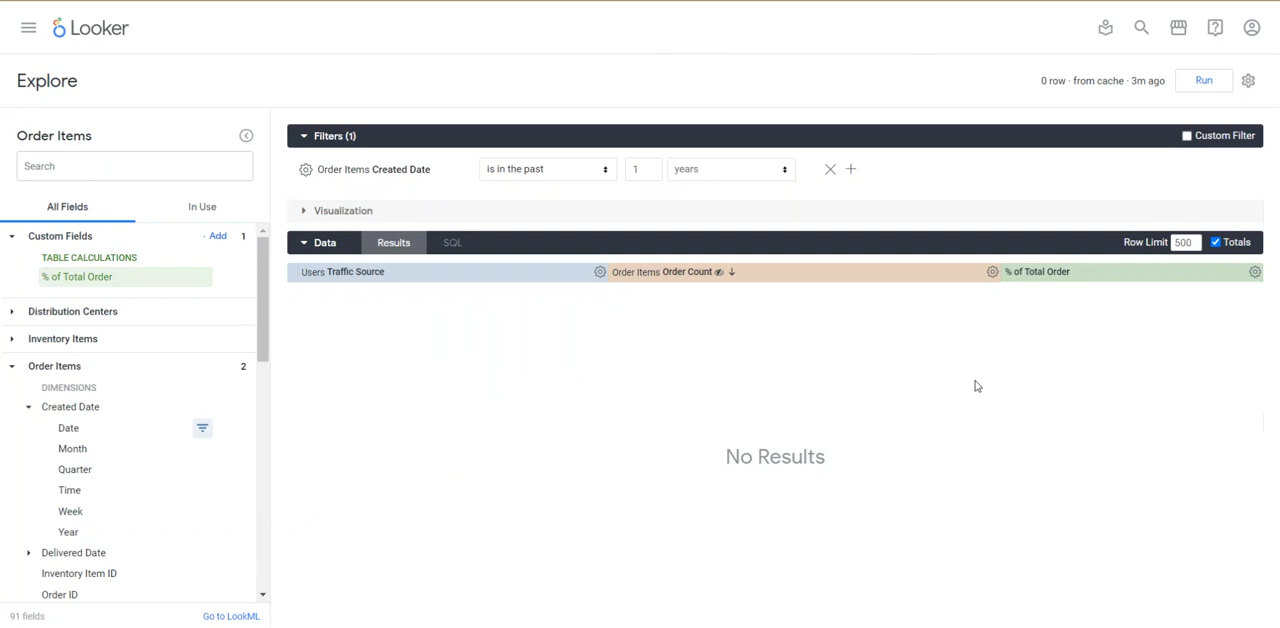 Looker
Explore
0 row · from cache · 3m ago
Run
Order Items
Search
All Fields
In Use
Custom Fields
· Add
1
TABLE CALCULATIONS
% of Total Order
Distribution Centers
Inventory Items
Order Items
2
DIMENSIONS
Created Date
Date
Month
Quarter
Time
Week
Year
Delivered Date
Inventory Item ID
Order ID
91 fields
Go to LookML
Filters (1)
Custom Filter
Order Items Created Date
is in the past
1
years
Visualization
Data
Results
SQL
Row Limit
500
Totals
Users Traffic Source
Order Items Order Count
% of Total Order
No Results